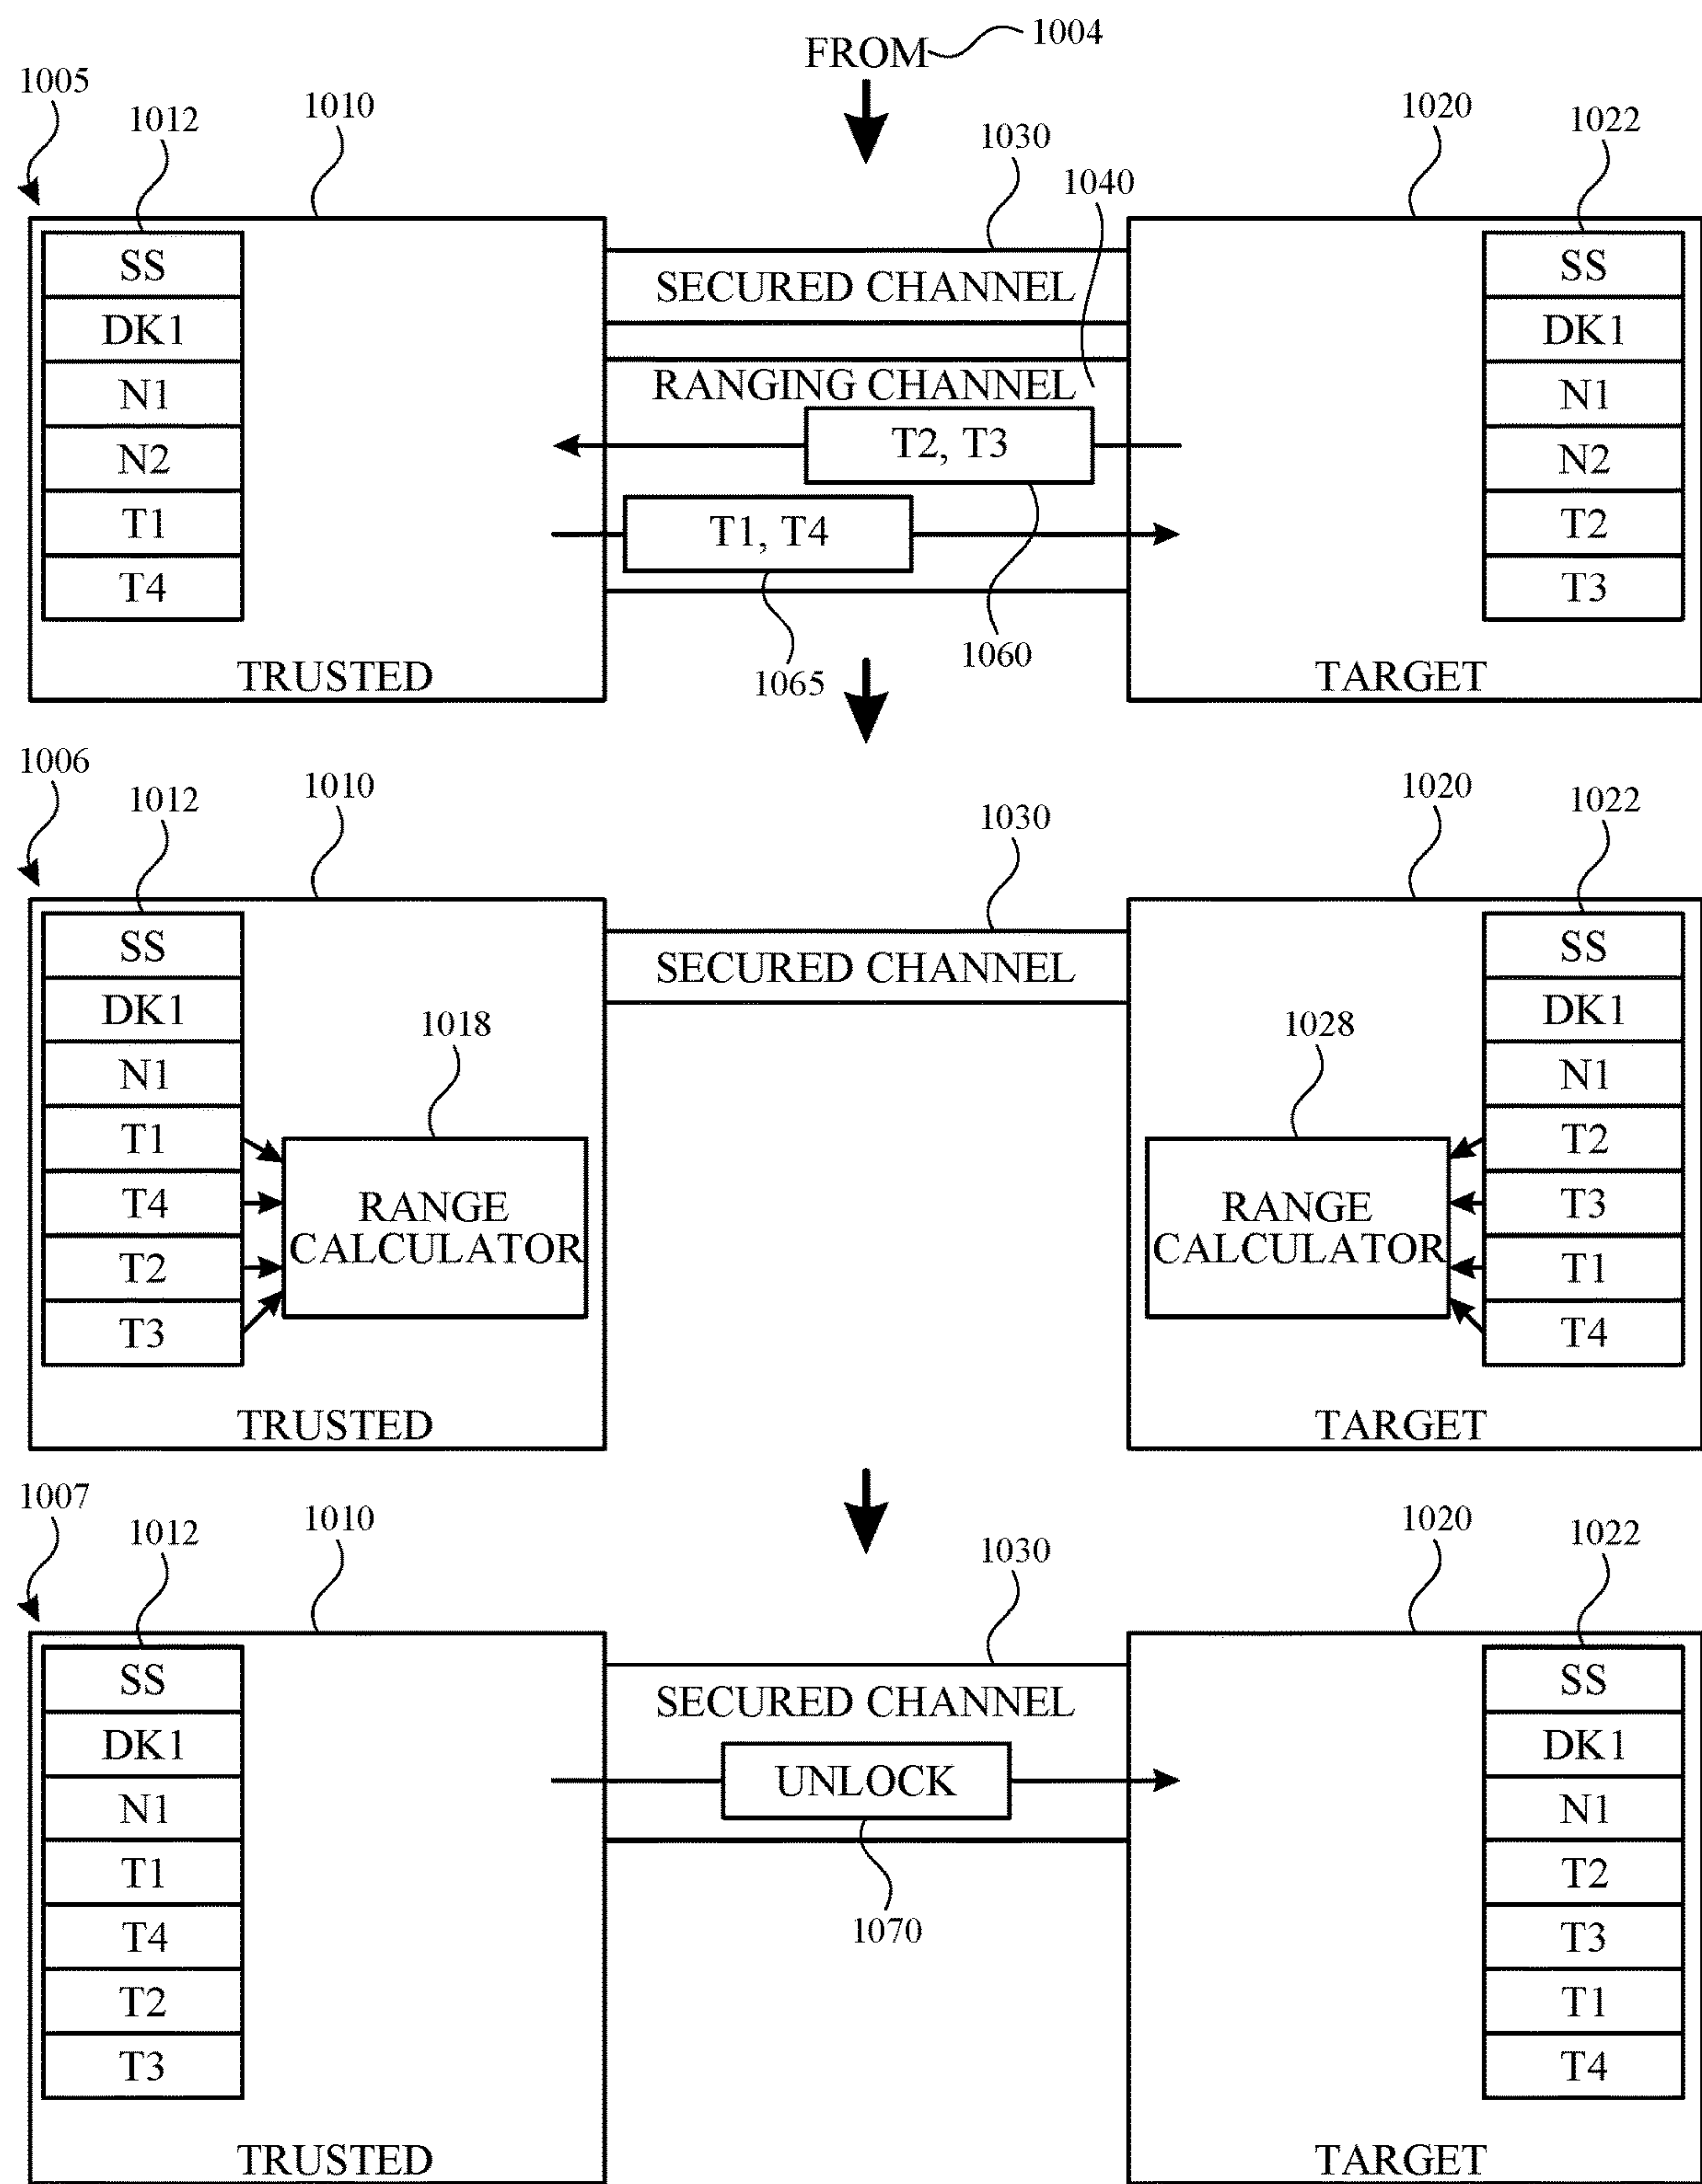 FROM 1004
1005
1012
1010
1030
1040
1020
1022
SS
DK1
N1
N2
T1
T4
TRUSTED
SECURED CHANNEL
RANGING CHANNEL
T2, T3
T1, T4
1065
1060
SS
DK1
N1
N2
T2
T3
TARGET
1006
1012
1010
1030
1020
1022
SS
DK1
N1
T1
T4
T2
T3
1018
RANGE
CALCULATOR
TRUSTED
SECURED CHANNEL
1028
RANGE
CALCULATOR
SS
DK1
N1
T2
T3
T1
T4
TARGET
1007
1012
1010
1030
1020
1022
SS
DK1
N1
T1
T4
T2
T3
TRUSTED
SECURED CHANNEL
UNLOCK
1070
SS
DK1
N1
T2
T3
T1
T4
TARGET